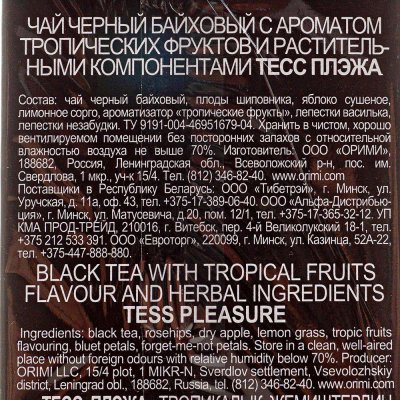 ЧАЙ ЧЕРНЫЙ БАЙХОВЫЙ С АРОМАТОМ
ТРОПИЧЕСКИХ ФРУКТОВ И РАСТИТЕЛЬ-
НЫМИ КОМПОНЕНТАМИ ТЕСС ПЛЭЖА
Состав: чай черный байховый, плоды шиповника, яблоко сушеное,
лимонное сорго, ароматизатор «тропические фрукты», лепестки василька,
лепестки незабудки. ТУ 9191-004-46951679-04. Хранить в чистом, хорошо
вентилируемом помещении без посторонних запахов с относительной
влажностью воздуха не выше 70%. Изготовитель: ООО «ОРИМИ»,
188682, Россия, Ленинградская обл., Всеволожский р-н, пос. им.
Свердлова, 1 мкр., уч-к 15/4. Тел. (812) 346-82-40. www.orimi.com
Поставщики в Республику Беларусь: ООО «Тибетрэй», г. Минск, ул.
Уручская, д. 11а, оф. 43, тел. +375-17-389-06-40. ООО «Альфа-Дистрибью-
ция», г. Минск, ул. Матусевича, д.20, пом. 12/1, тел. +375-17-365-32-12. УП
КМА ПРОД-ТРЕЙД, 210016, г. Витебск, пер. 4-й Великолукский 18-1, тел.
+375 212 533 391. ООО «Евроторг», 220099, г. Минск, ул. Казинца, 52А-22,
тел. +375-447-888-880.
BLACK TEA WITH TROPICAL FRUITS
FLAVOUR AND HERBAL INGREDIENTS
TESS PLEASURE
Ingredients: black tea, rosehips, dry apple, lemon grass, tropic fruits
flavouring, bluet petals, forget-me-not petals. Store in a clean, well-aired
place without foreign odours with relative humidity below 70%. Producer:
ORIMI LLC, 15/4 plot, 1 MIKR-N, Sverdlov settlement, Vsevolozhskiy
district, Leningrad obl., 188682, Russia, tel. (812) 346-82-40. www.orimi.com